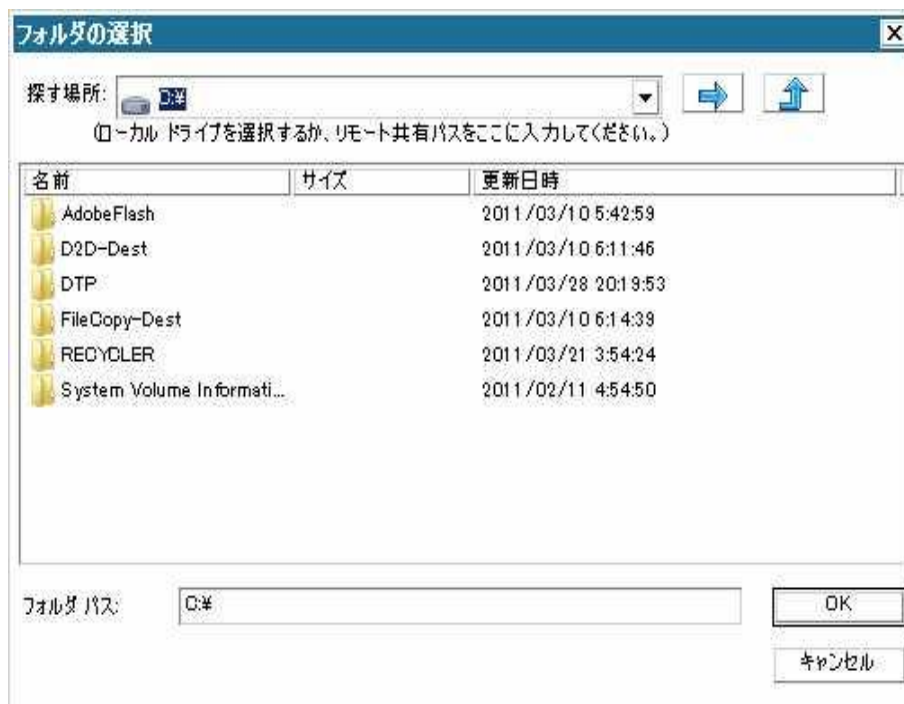 フォルダの選択
探す場所: D:¥
(ローカル ドライブを選択するか、リモート共有パスをここに入力してください。)
名前 サイズ 更新日時
AdobeFlash 2011/03/10 5:42:59
D2D-Dest 2011/03/10 6:11:46
DTP 2011/03/28 20:19:53
FileCopy-Dest 2011/03/10 6:14:39
RECYCLER 2011/03/21 3:54:24
System Volume Informati... 2011/02/11 4:54:50
フォルダ パス: C:¥ OK
キャンセル